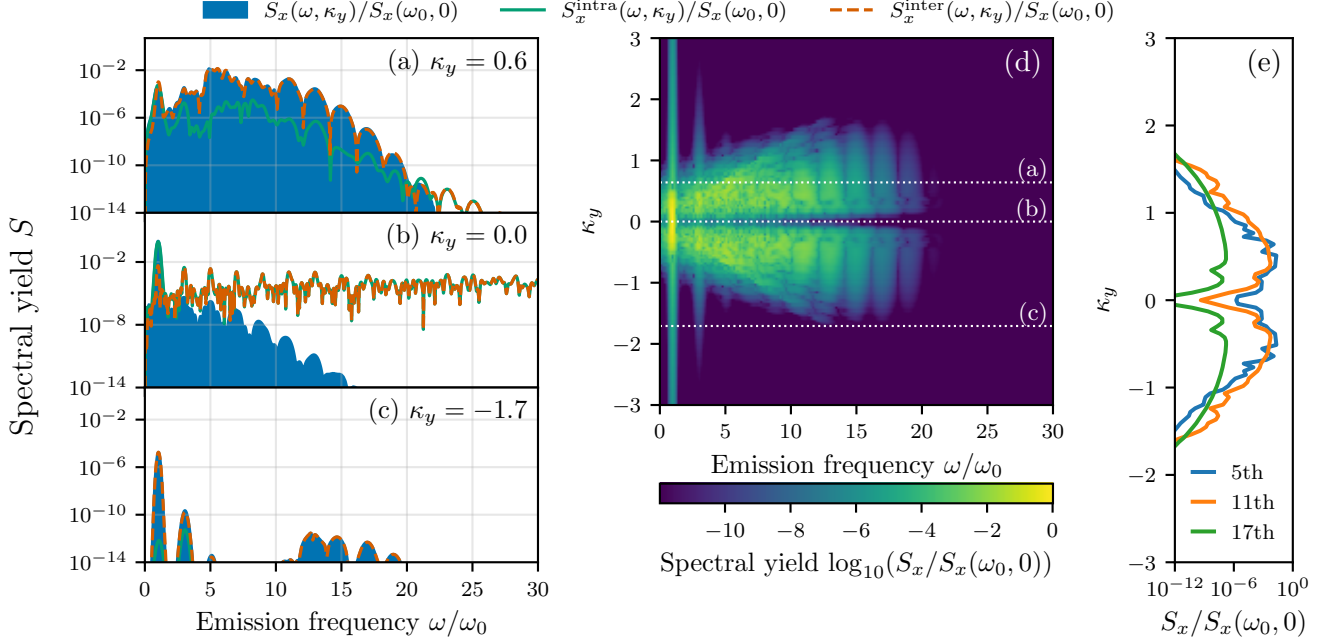 S_x(ω, κ_y)/S_x(ω_0, 0)
S_x^intra(ω, κ_y)/S_x(ω_0, 0)
S_x^inter(ω, κ_y)/S_x(ω_0, 0)
Spectral yield S
(a) κ_y = 0.6
10^−2
10^−6
10^−10
10^−14
(b) κ_y = 0.0
10^−2
10^−8
10^−14
(c) κ_y = −1.7
10^−2
10^−6
10^−10
10^−14
0 5 10 15 20 25 30
Emission frequency ω/ω_0
(d)
κ_y
3
2
1
0
−1
−2
−3
(a)
(b)
(c)
0 5 10 15 20 25 30
Emission frequency ω/ω_0
−10 −8 −6 −4 −2 0
Spectral yield log_10(S_x/S_x(ω_0, 0))
(e)
κ_y
3
2
1
0
−1
−2
−3
5th
11th
17th
10^−12 10^−6 10^0
S_x/S_x(ω_0, 0)